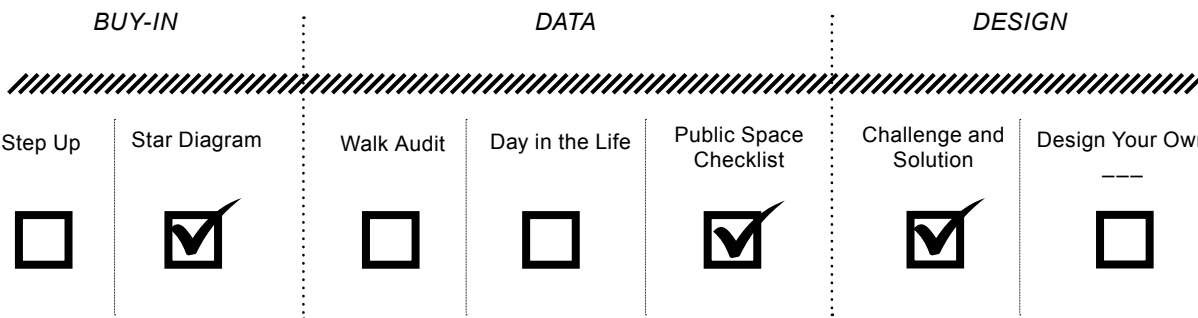 BUY-IN
DATA
DESIGN
Step Up
Star Diagram
Walk Audit
Day in the Life
Public Space
Checklist
Challenge and
Solution
Design Your Own
___